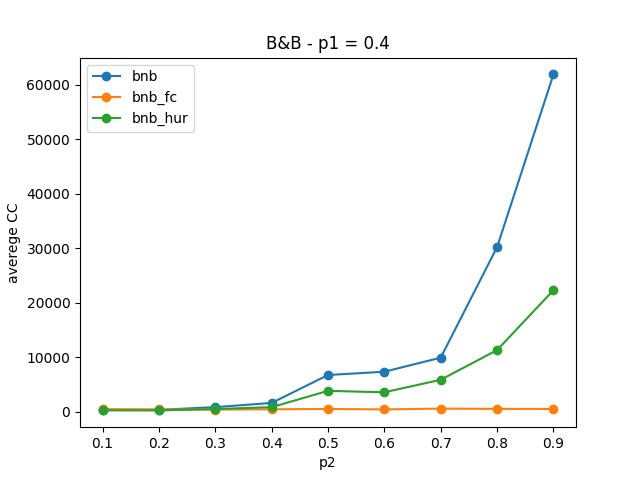 B&B - p1 = 0.4
bnb
bnb_fc
bnb_hur
60000
50000
40000
30000
20000
10000
0
averege CC
0.1 0.2 0.3 0.4 0.5 0.6 0.7 0.8 0.9
p2